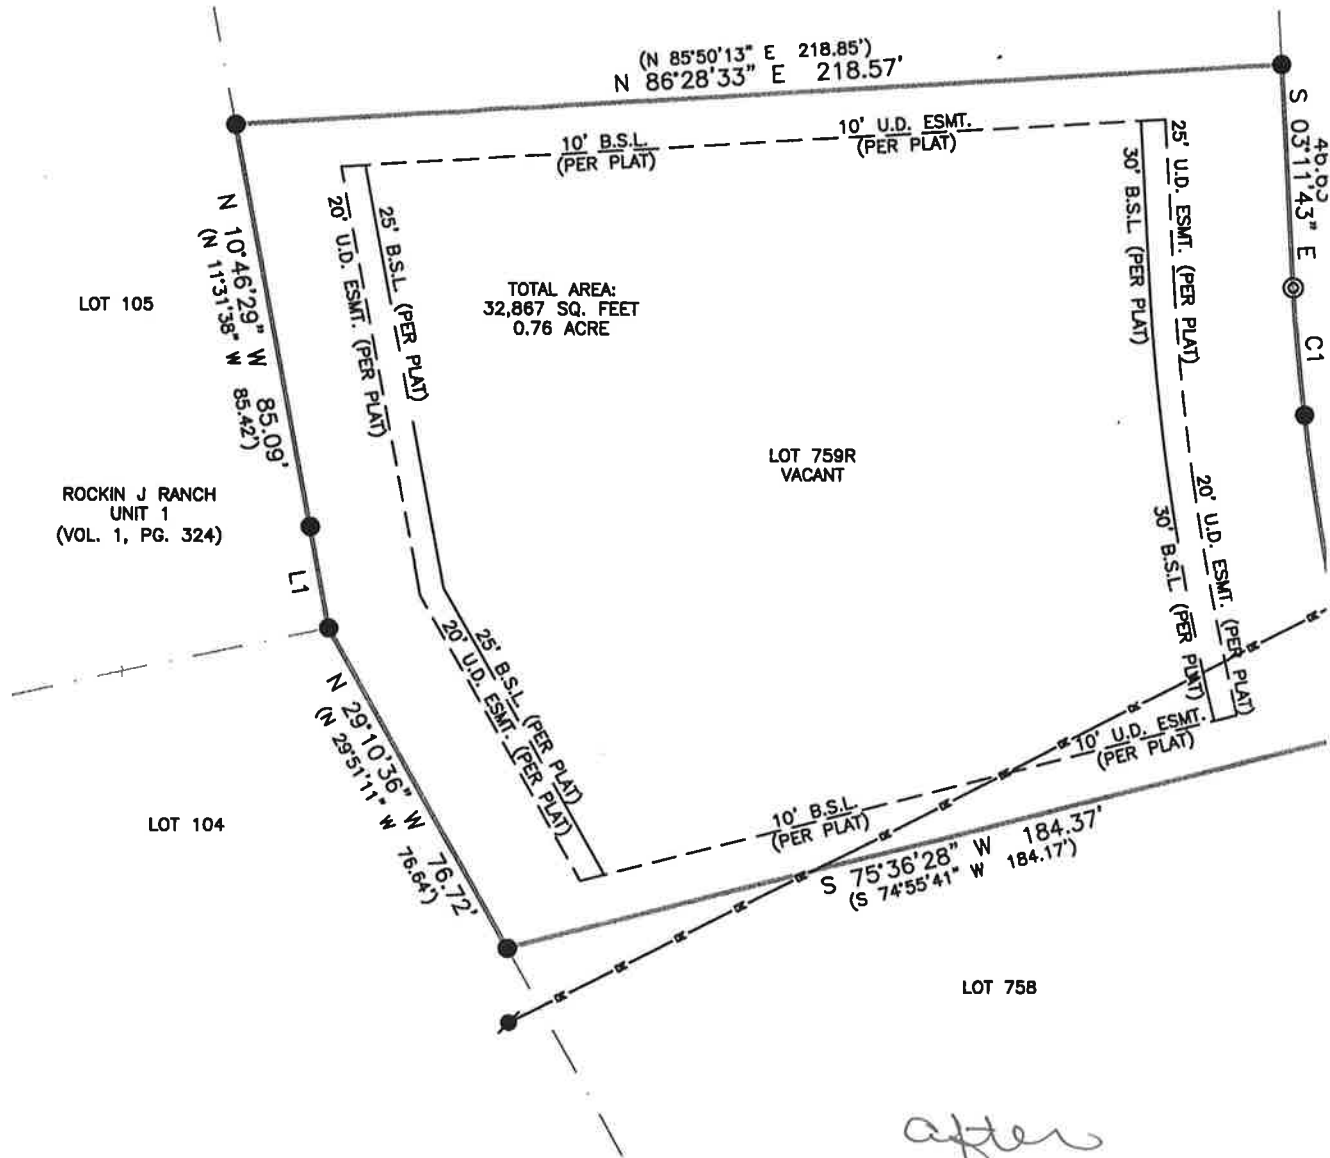 (N 85°50'13" E 218.85')
N 86°28'33" E 218.57'
S 03°11'43" E
10' B.S.L.
(PER PLAT)
10' U.D. ESMT.
(PER PLAT)
25' U.D. ESMT. (PER PLAT)
30' B.S.L. (PER PLAT)
20' U.D. ESMT. (PER PLAT)
25' B.S.L. (PER PLAT)
N 10°46'29" W 85.09'
(N 11°31'38" W 85.42')
LOT 105
TOTAL AREA:
32,867 SQ. FEET
0.76 ACRE
C1
LOT 759R
VACANT
ROCKIN J RANCH
UNIT 1
(VOL. 1, PG. 324)
L1
20' U.D. ESMT. (PER PLAT)
30' B.S.L. (PER PLAT)
25' B.S.L. (PER PLAT)
20' U.D. ESMT. (PER PLAT)
N 29°10'36" W 76.72'
(N 29°51'11" W 76.64')
10' U.D. ESMT.
(PER PLAT)
10' B.S.L.
(PER PLAT)
LOT 104
S 75°36'28" W 184.37'
(S 74°55'41" W 184.17')
LOT 758
after